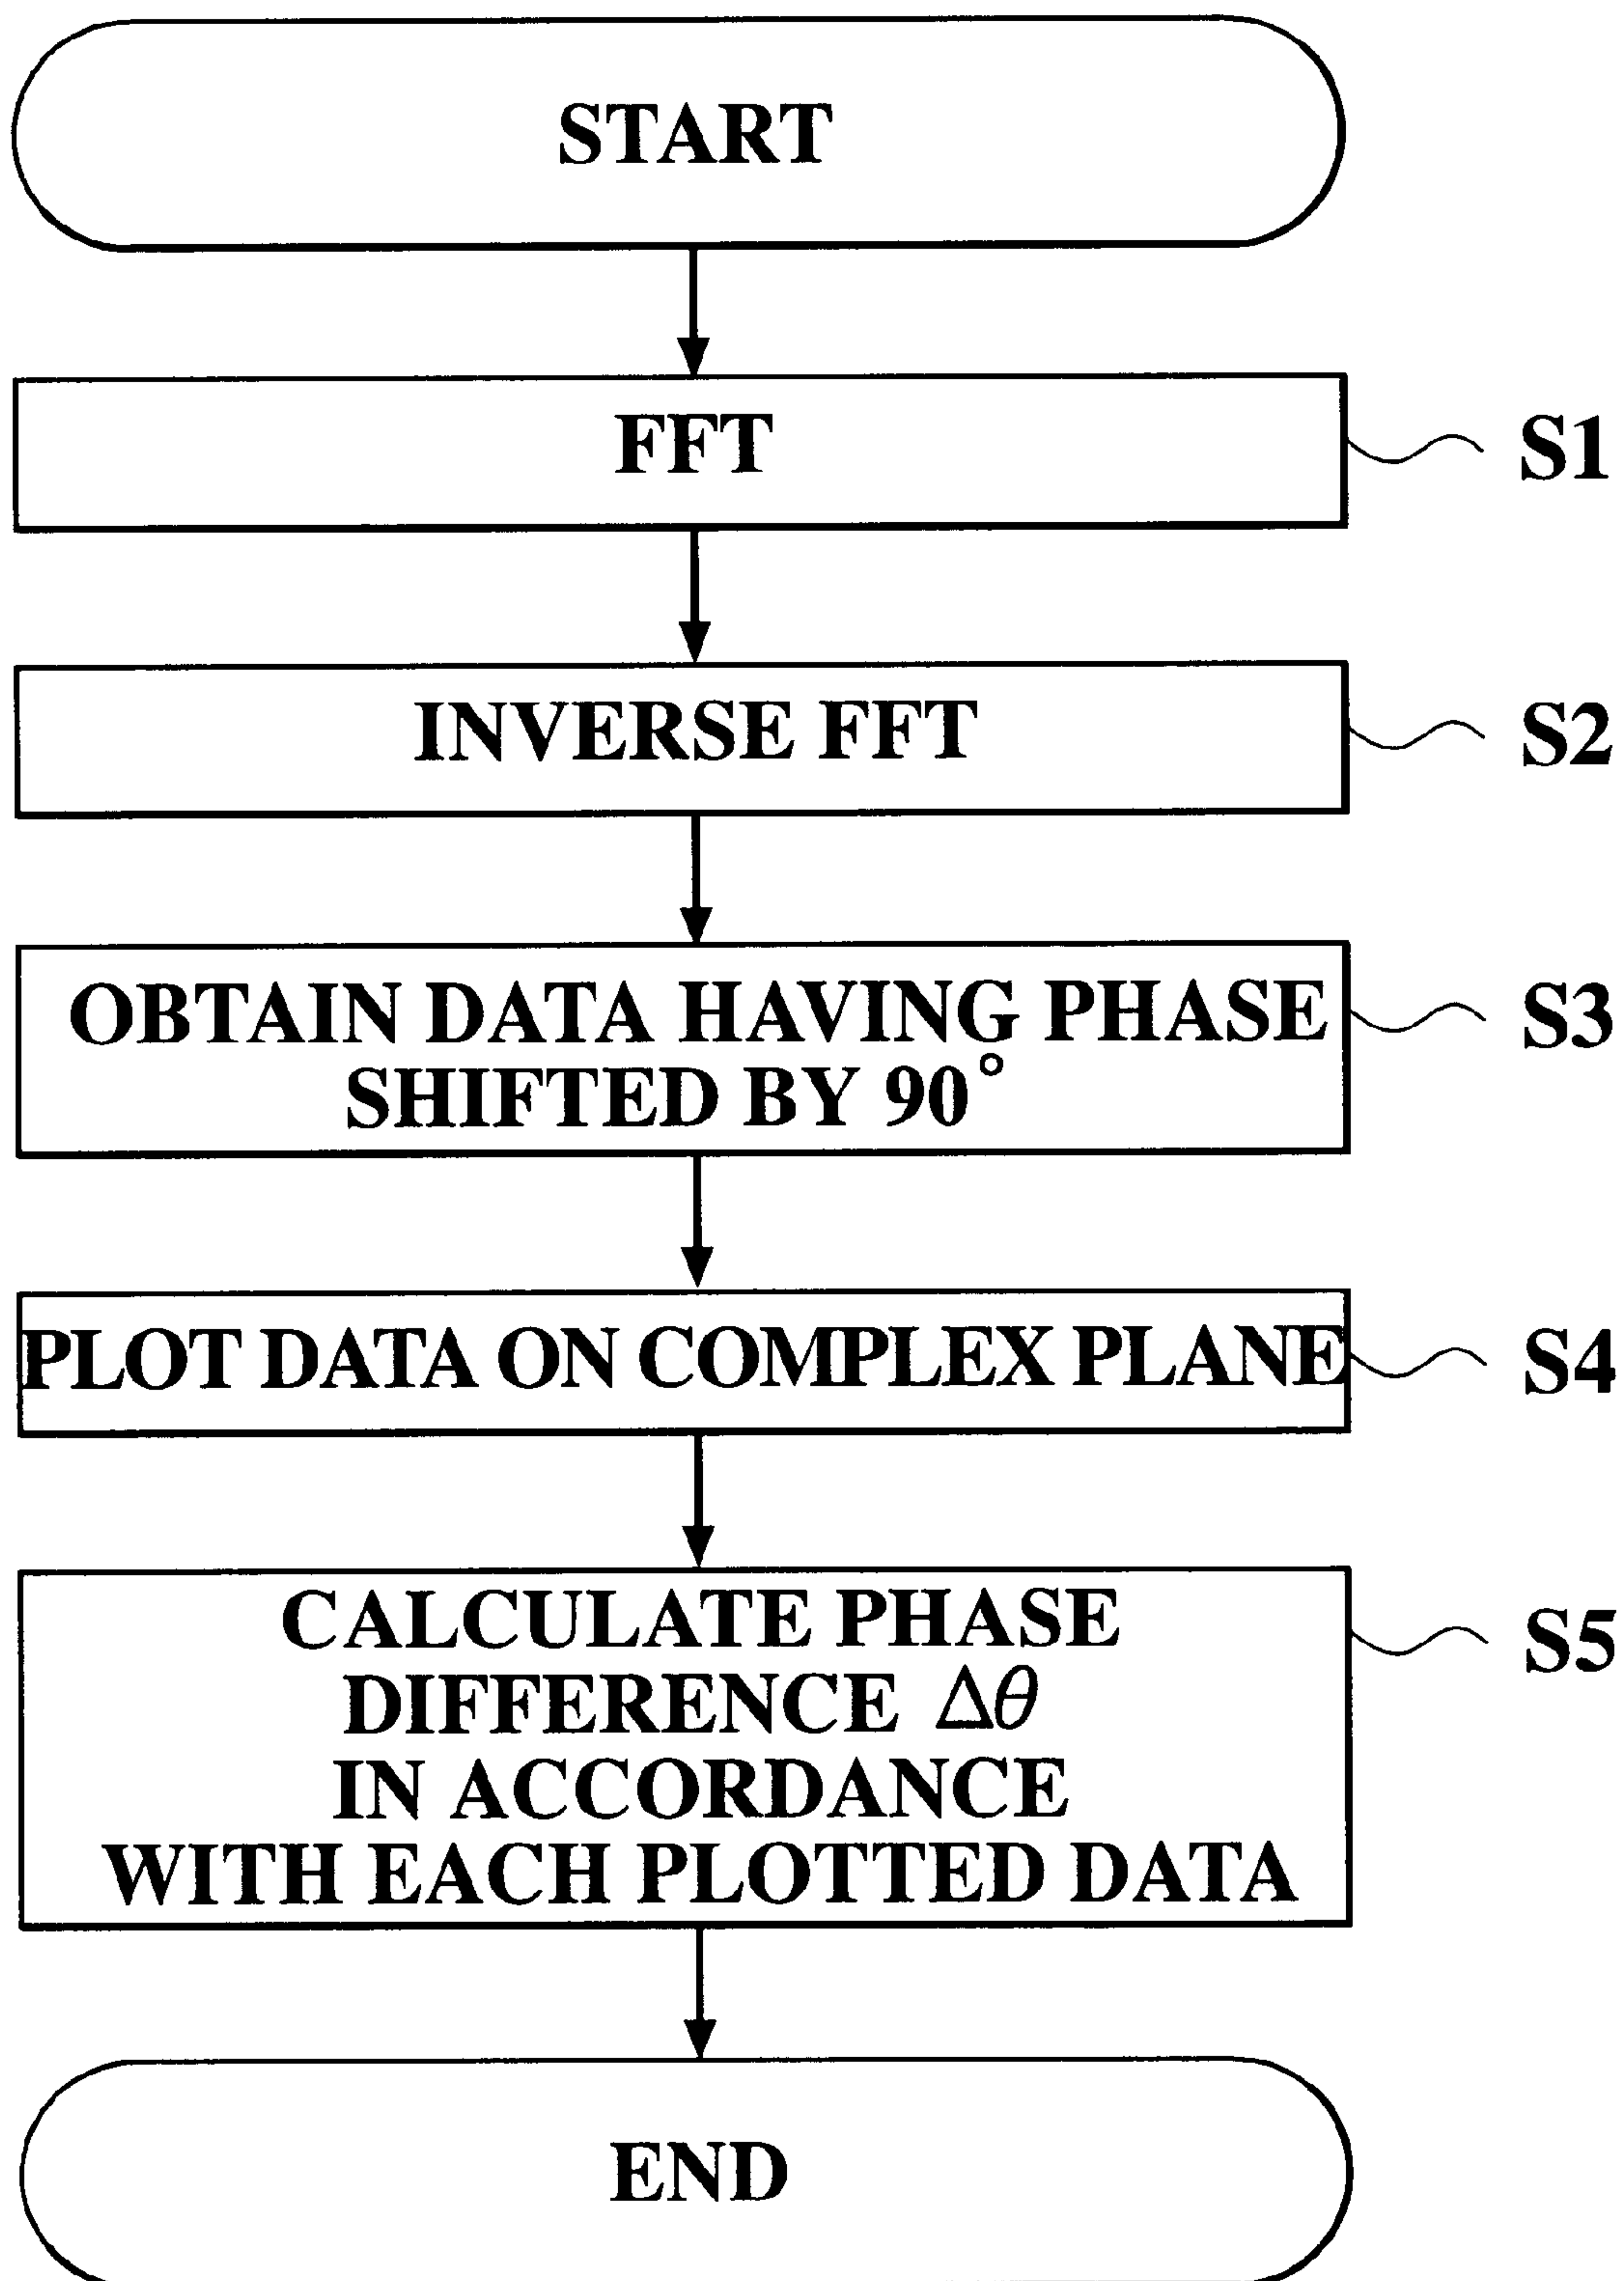 START
FFT
S1
INVERSE FFT
S2
OBTAIN DATA HAVING PHASE
SHIFTED BY 90°
S3
PLOT DATA ON COMPLEX PLANE
S4
CALCULATE PHASE
DIFFERENCE Δθ
IN ACCORDANCE
WITH EACH PLOTTED DATA
S5
END